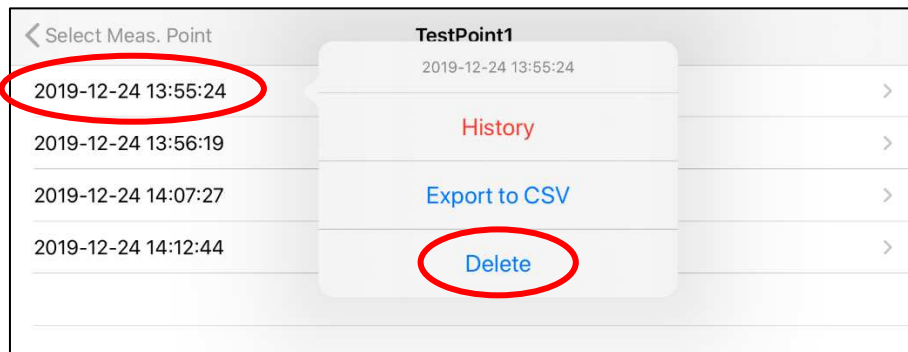 Select Meas. Point
TestPoint1
2019-12-24 13:55:24
2019-12-24 13:56:19
2019-12-24 14:07:27
2019-12-24 14:12:44
2019-12-24 13:55:24
History
Export to CSV
Delete